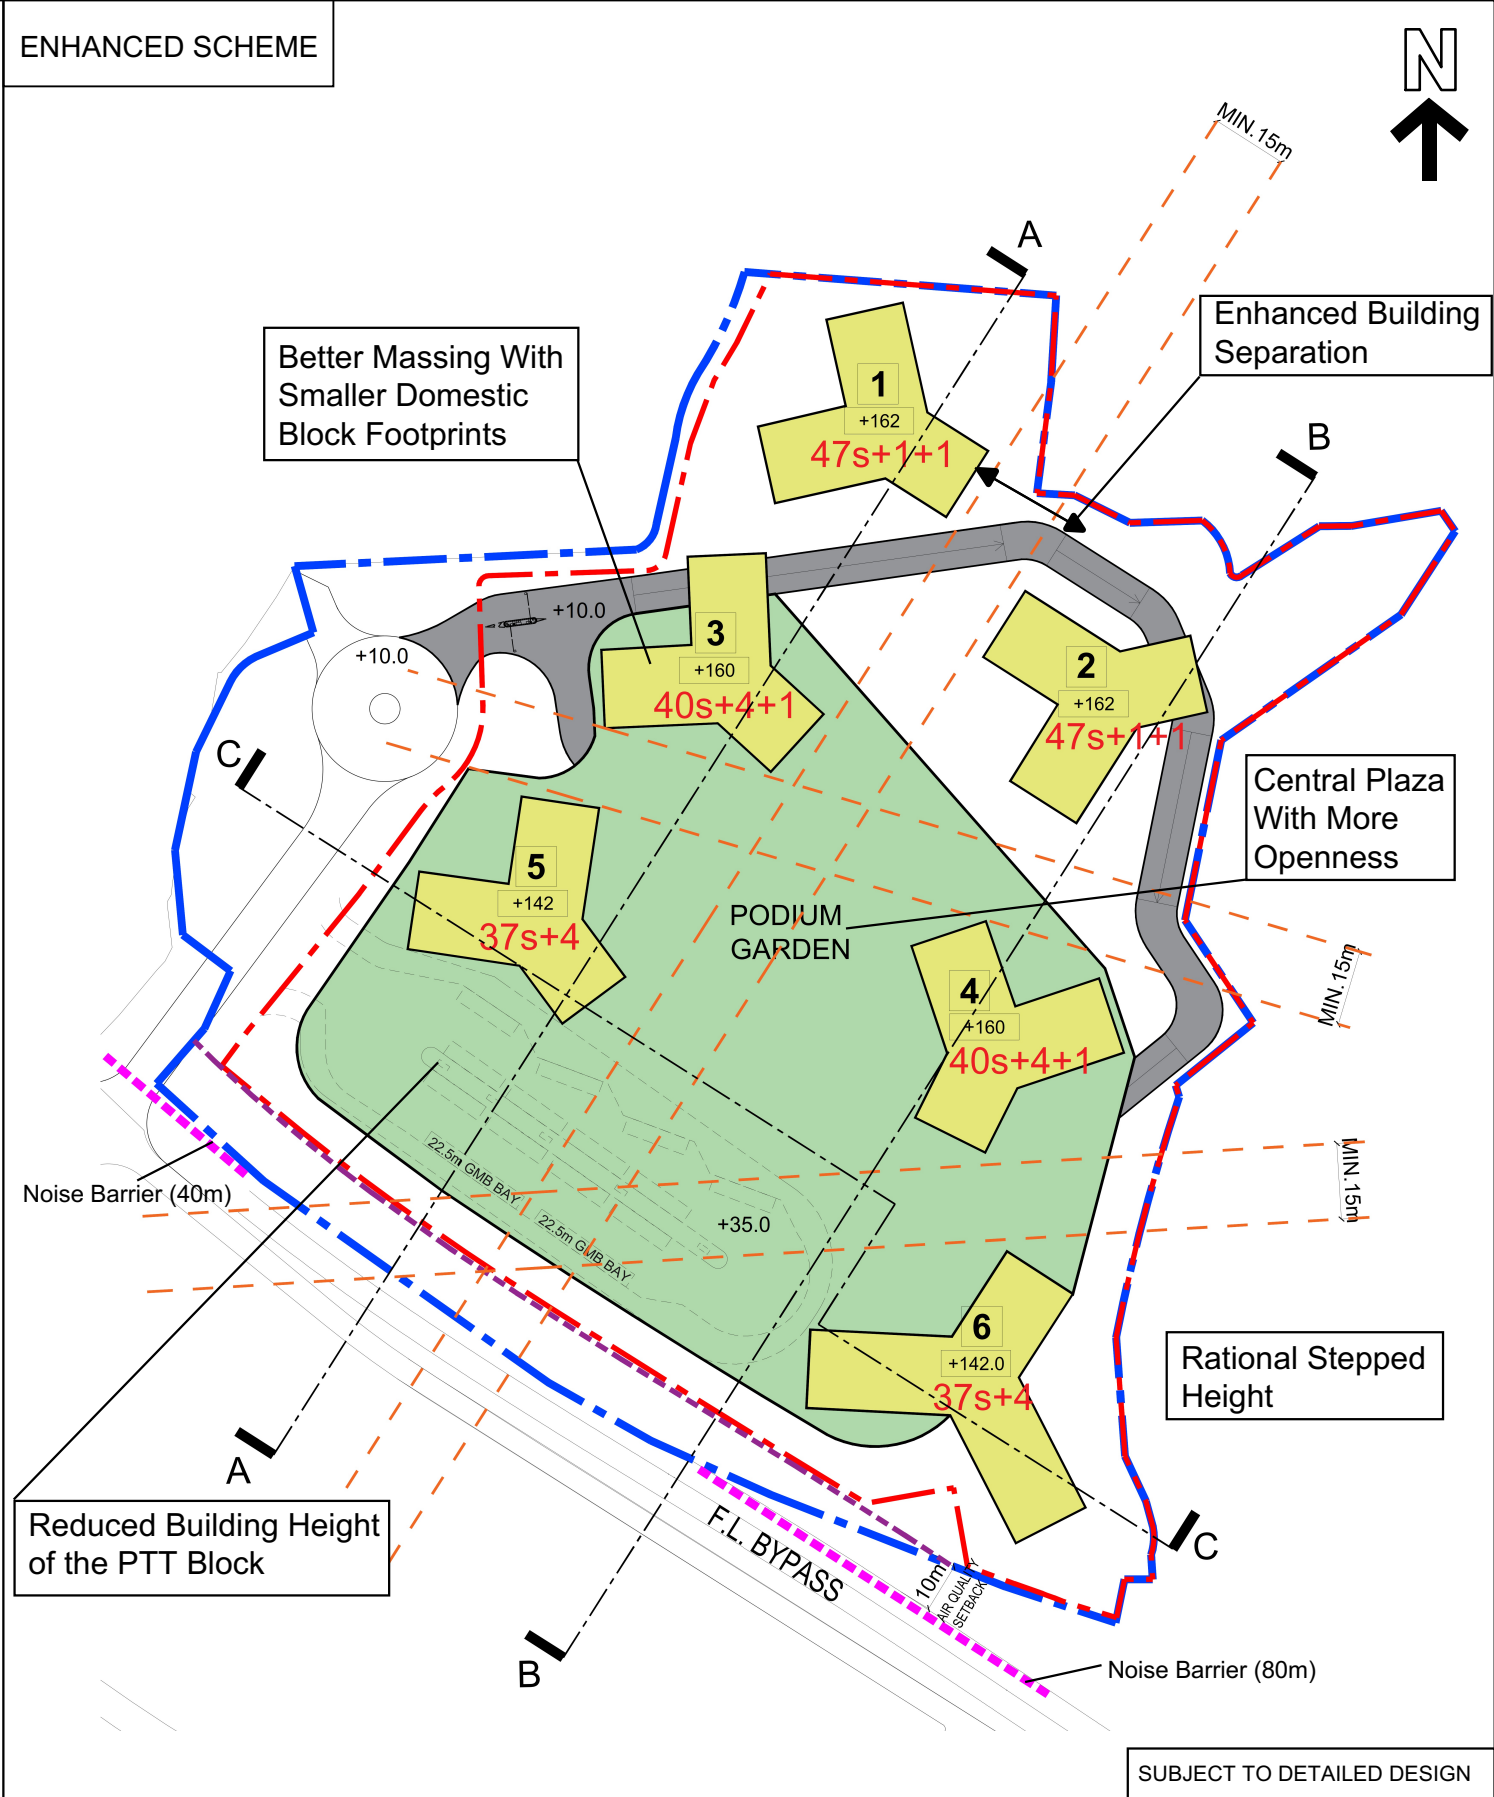 ENHANCED SCHEME
N
MIN.15m
A
Enhanced Building
Separation
Better Massing With
Smaller Domestic
Block Footprints
1
+162
47s+1+1
B
+10.0
+10.0
3
+160
40s+4+1
2
+162
47s+1+1
C
Central Plaza
With More
Openness
5
+142
37s+4
PODIUM
GARDEN
MIN.15m
4
+160
40s+4+1
22.5m GMB BAY
22.5m GMB BAY
+35.0
MIN.15m
Noise Barrier (40m)
6
+142.0
37s+4
Rational Stepped
Height
A
Reduced Building Height
of the PTT Block
F.L. BYPASS
10m
AIR QUALITY
SETBACK
C
B
Noise Barrier (80m)
SUBJECT TO DETAILED DESIGN